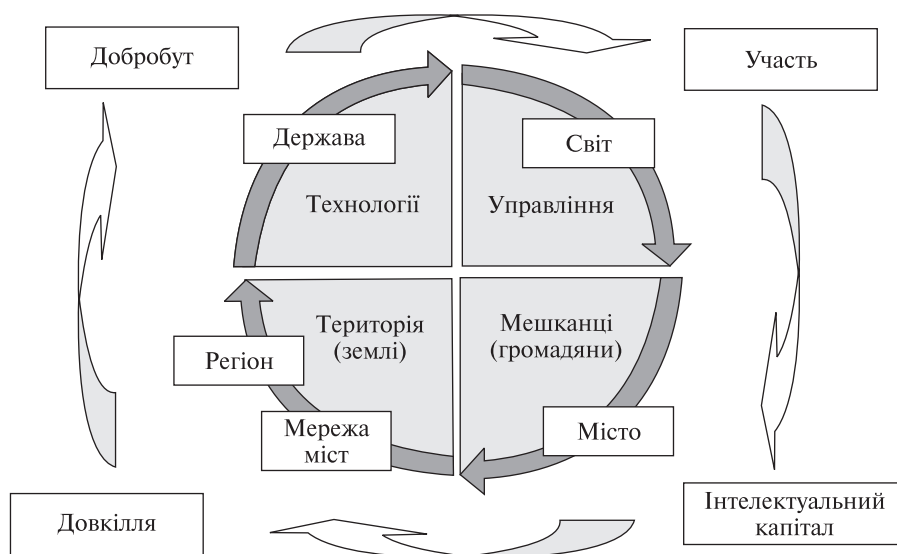 Добробут
Участь
Держава
Світ
Технології
Управління
Територія
(землі)
Мешканці
(громадяни)
Регіон
Мережа
міст
Місто
Довкілля
Інтелектуальний
капітал